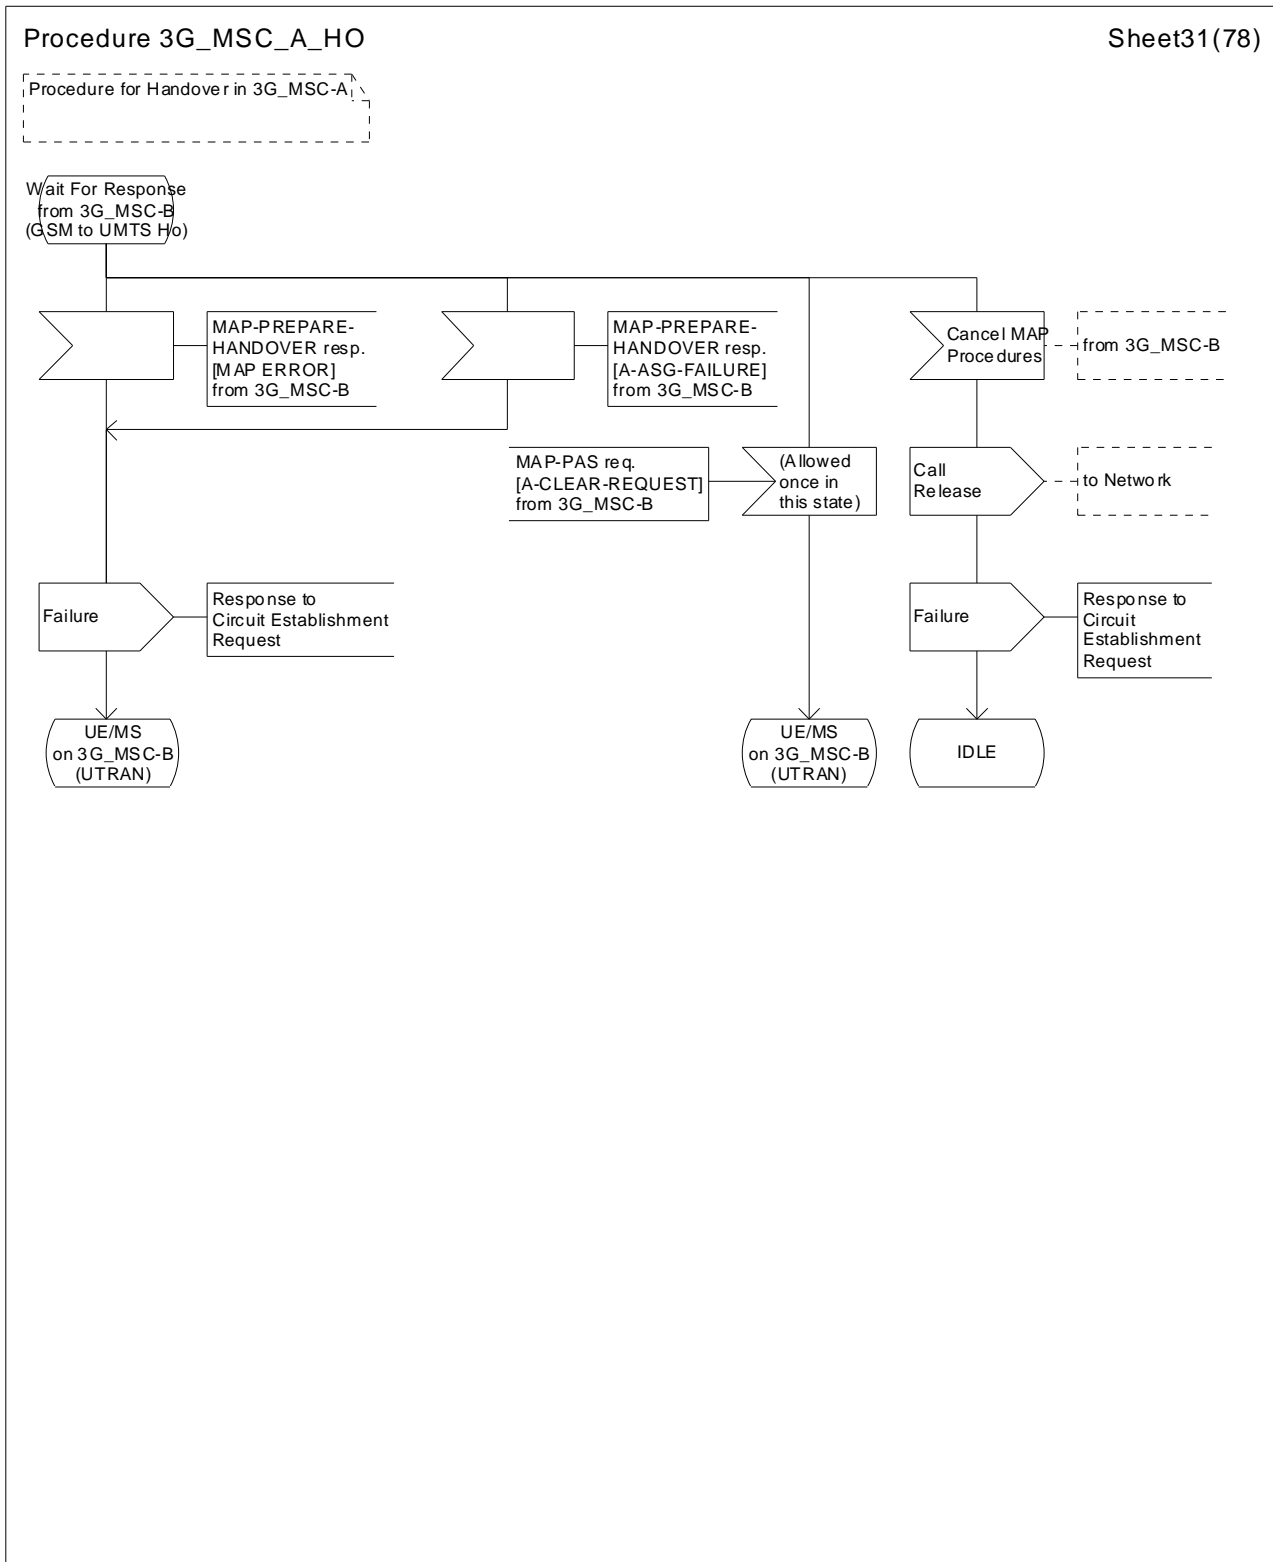 Procedure 3G_MSC_A_HO
Sheet31(78)
Procedure for Handover in 3G_MSC-A
Wait For Response
from 3G_MSC-B
(GSM to UMTS Ho)
MAP-PREPARE-
HANDOVER resp.
[MAP ERROR]
from 3G_MSC-B
MAP-PREPARE-
HANDOVER resp.
[A-ASG-FAILURE]
from 3G_MSC-B
Cancel MAP
Procedures
from 3G_MSC-B
MAP-PAS req.
[A-CLEAR-REQUEST]
from 3G_MSC-B
(Allowed
once in
this state)
Call
Release
to Network
Failure
Response to
Circuit Establishment
Request
Failure
Response to
Circuit
Establishment
Request
UE/MS
on 3G_MSC-B
(UTRAN)
UE/MS
on 3G_MSC-B
(UTRAN)
IDLE